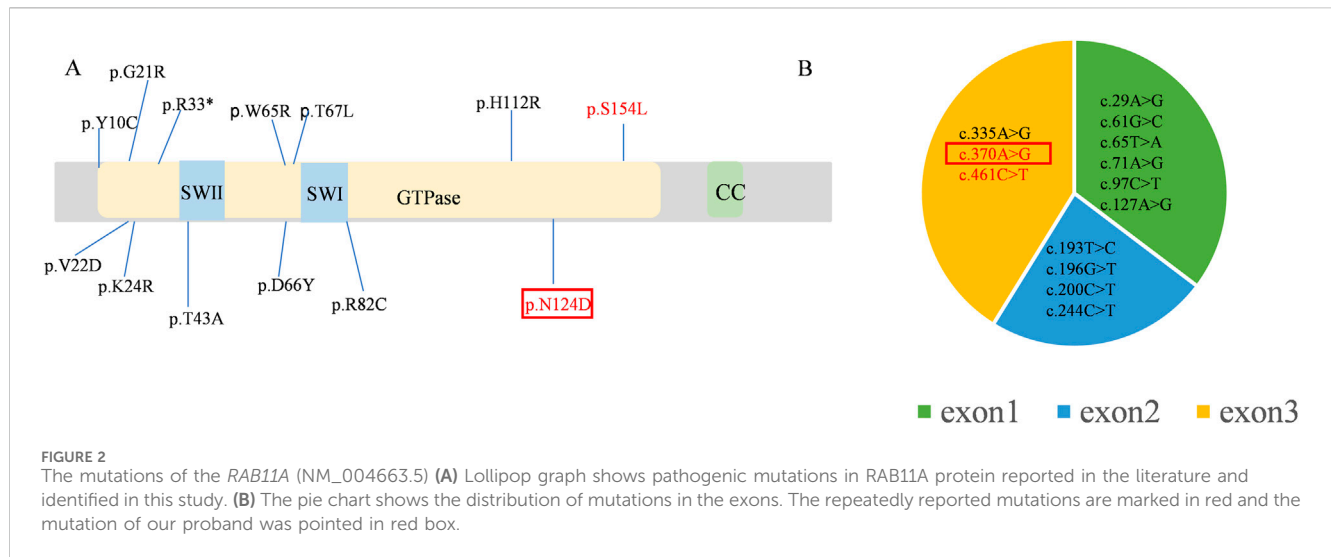 A
B
p.G21R
p.Y10C
p.R33*
p.W65R
p.T67L
p.H112R
p.S154L
SWII
SWI
GTPase
CC
p.V22D
p.K24R
p.T43A
p.D66Y
p.R82C
p.N124D
c.335A>G
c.370A>G
c.461C>T
c.29A>G
c.61G>C
c.65T>A
c.71A>G
c.97C>T
c.127A>G
c.193T>C
c.196G>T
c.200C>T
c.244C>T
exon1 exon2 exon3
FIGURE 2
The mutations of the RAB11A (NM_004663.5) (A) Lollipop graph shows pathogenic mutations in RAB11A protein reported in the literature and
identified in this study. (B) The pie chart shows the distribution of mutations in the exons. The repeatedly reported mutations are marked in red and the
mutation of our proband was pointed in red box.